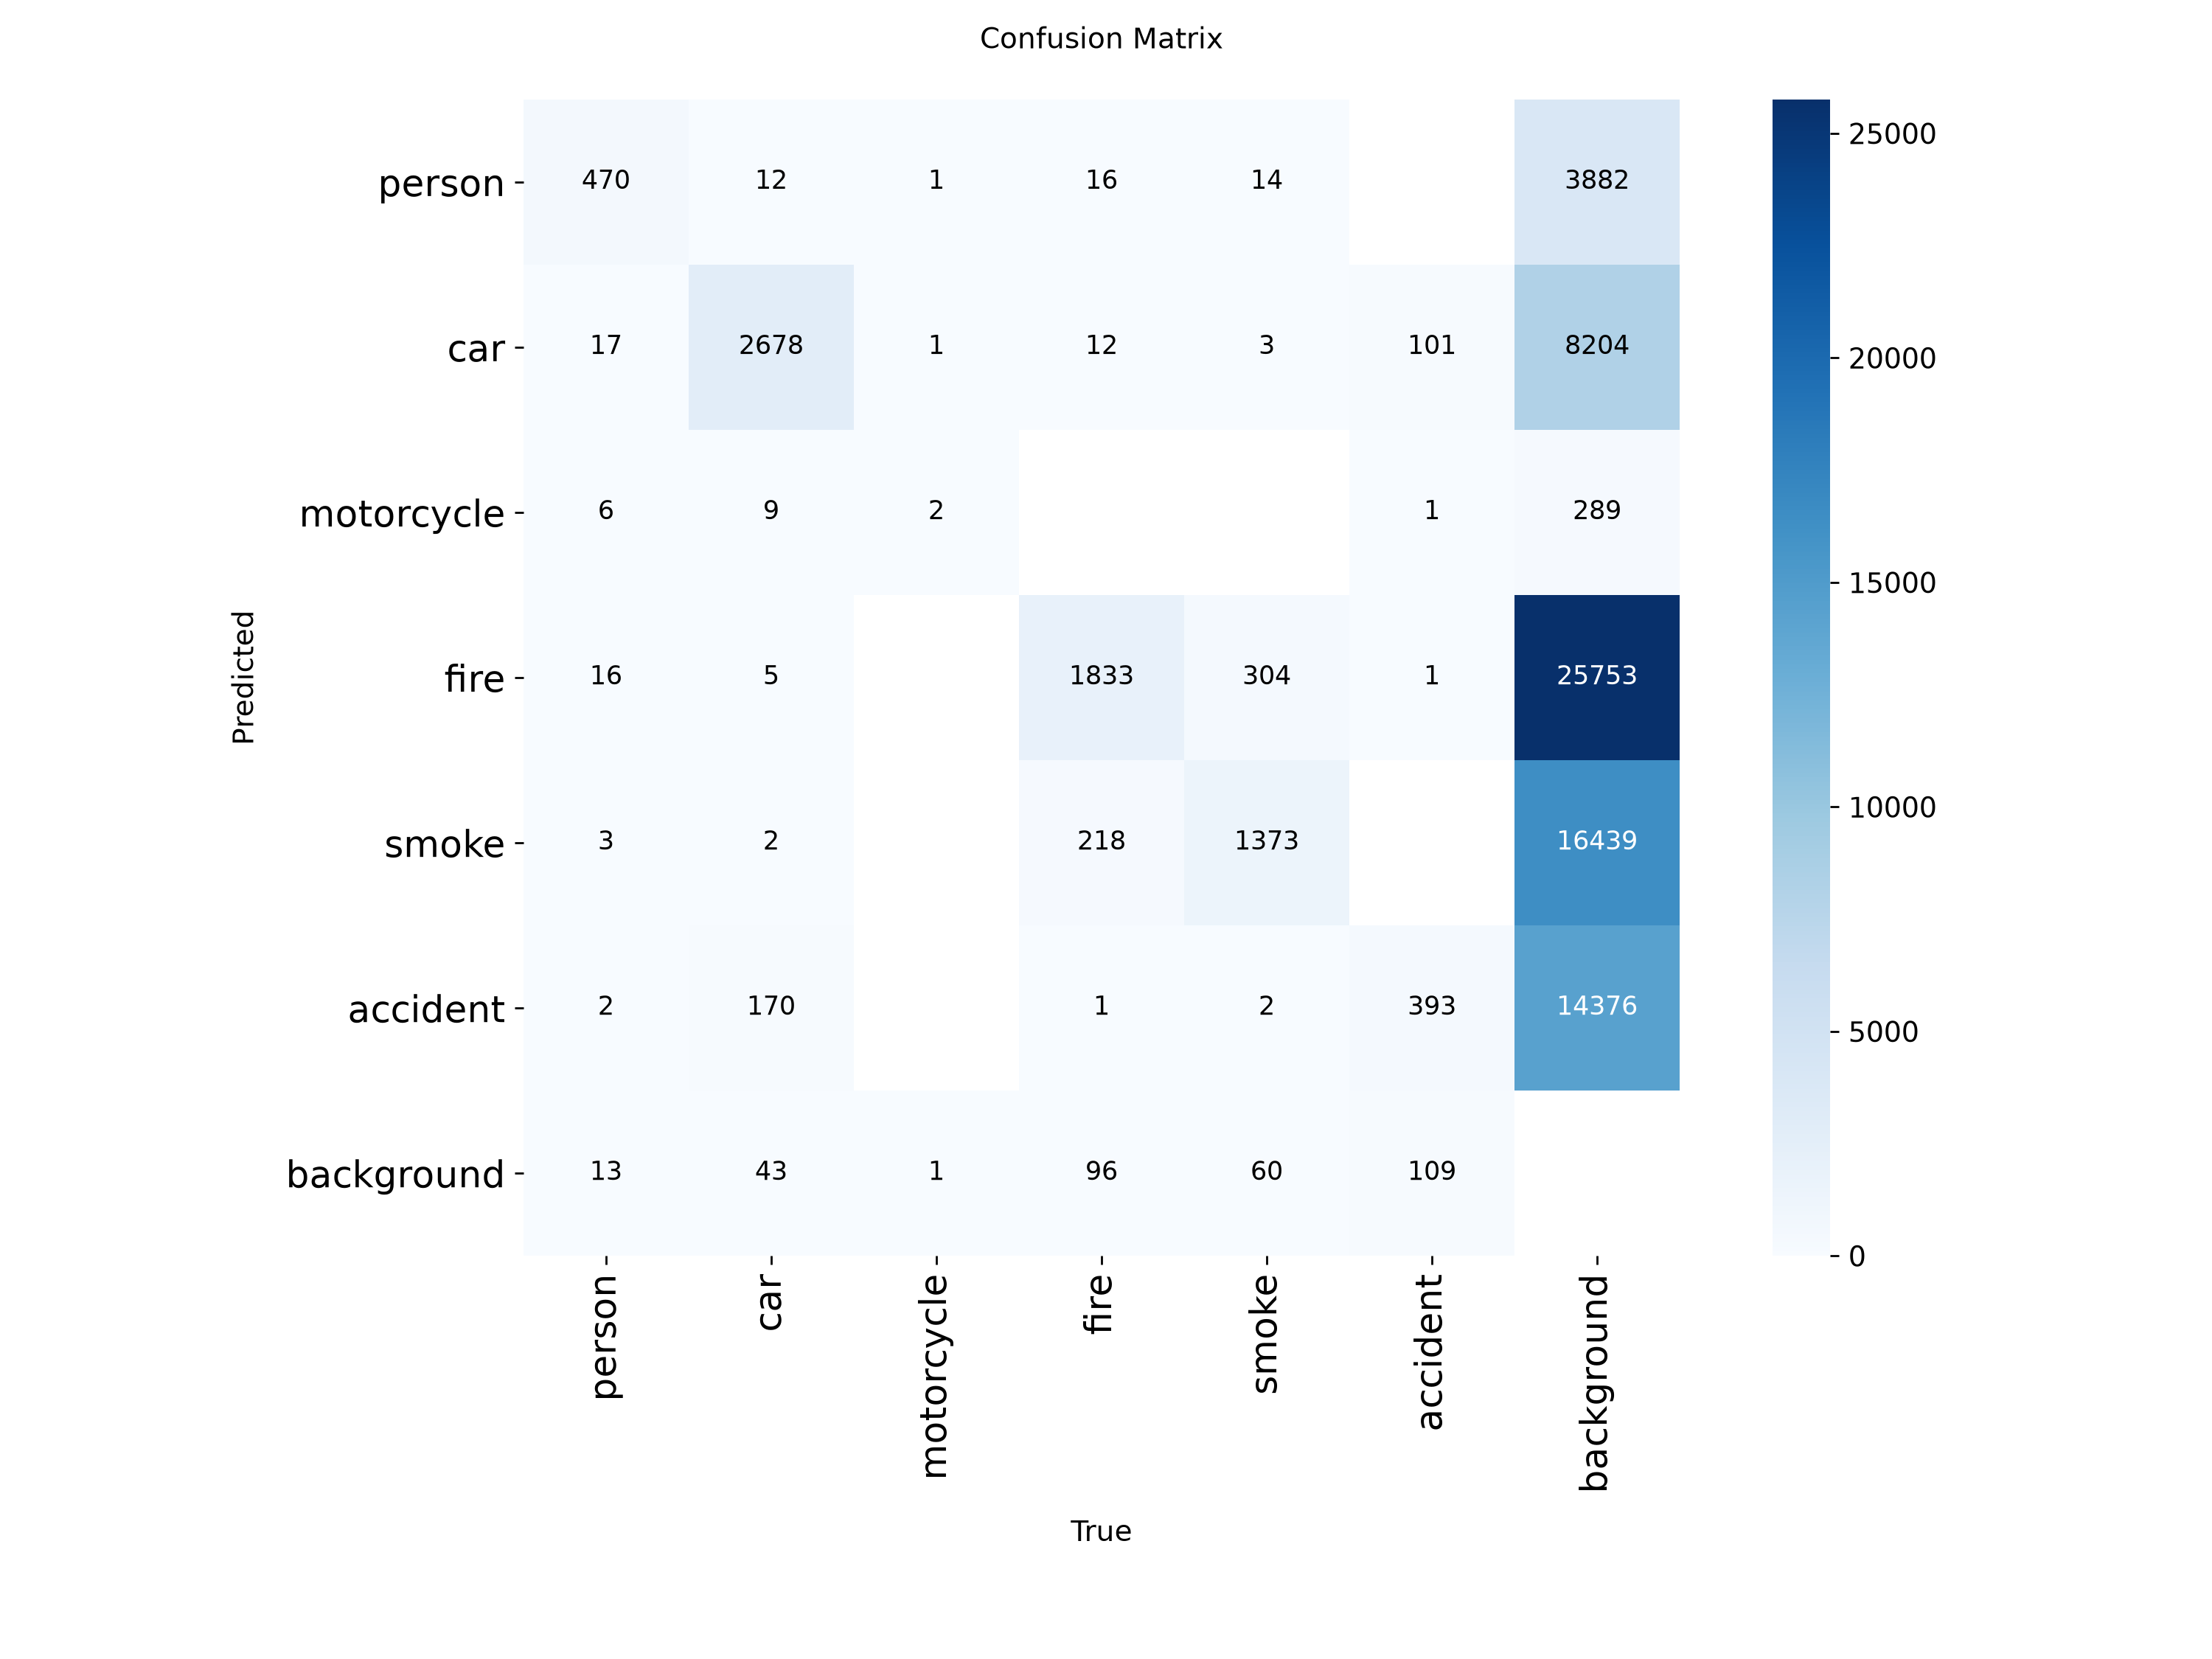 Confusion Matrix
person 470 12 1 16 14 3882
car 17 2678 1 12 3 101 8204
motorcycle 6 9 2 1 289
fire 16 5 1833 304 1 25753
smoke 3 2 218 1373 16439
accident 2 170 1 2 393 14376
background 13 43 1 96 60 109
person car motorcycle fire smoke accident background
Predicted
True
25000
20000
15000
10000
5000
0